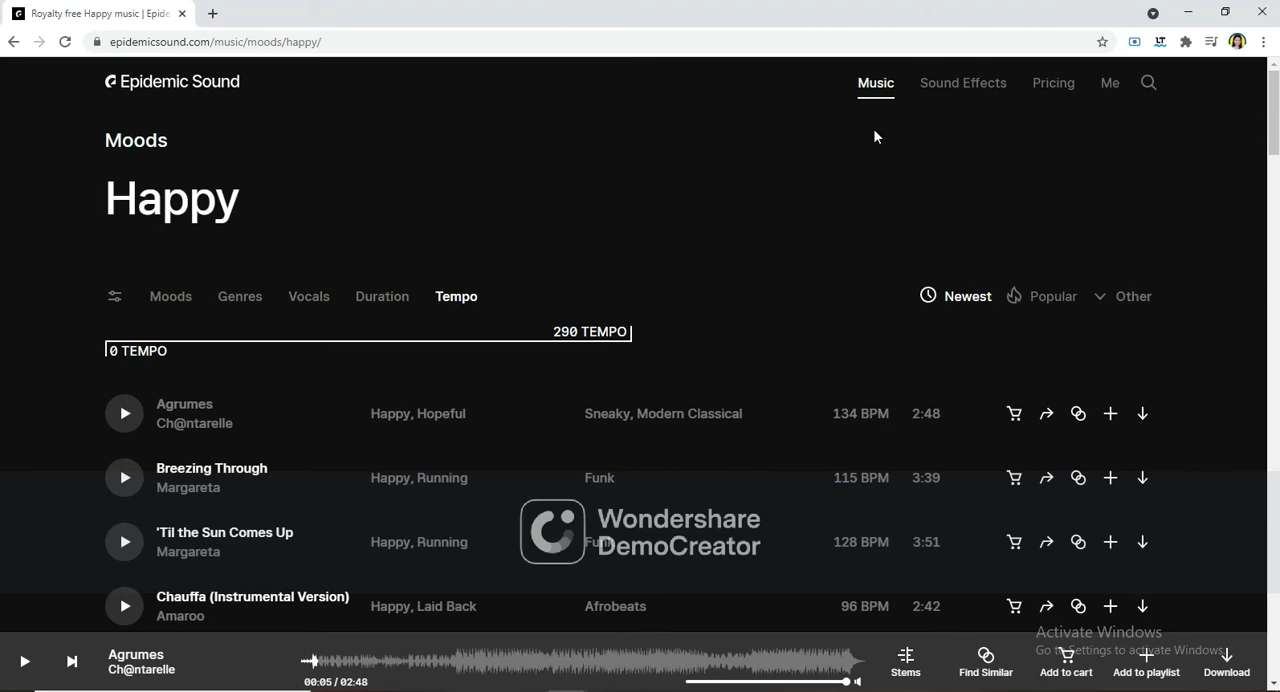 Royalty free Happy music | Epide
epidemicsound.com/music/moods/happy/
Epidemic Sound
Music
Sound Effects
Pricing
Me
Moods
Happy
Moods
Genres
Vocals
Duration
Tempo
Newest
Popular
Other
290 TEMPO
0 TEMPO
Agrumes
Ch@ntarelle
Happy, Hopeful
Sneaky, Modern Classical
134 BPM
2:48
Breezing Through
Margareta
Happy, Running
Funk
115 BPM
3:39
'Til the Sun Comes Up
Margareta
Happy, Running
Funk
128 BPM
3:51
Wondershare
DemoCreator
Chauffa (Instrumental Version)
Amaroo
Happy, Laid Back
Afrobeats
96 BPM
2:42
Activate Windows
Go to Settings to activate Windows.
Agrumes
Ch@ntarelle
00:05 / 02:48
Stems
Find Similar
Add to cart
Add to playlist
Download